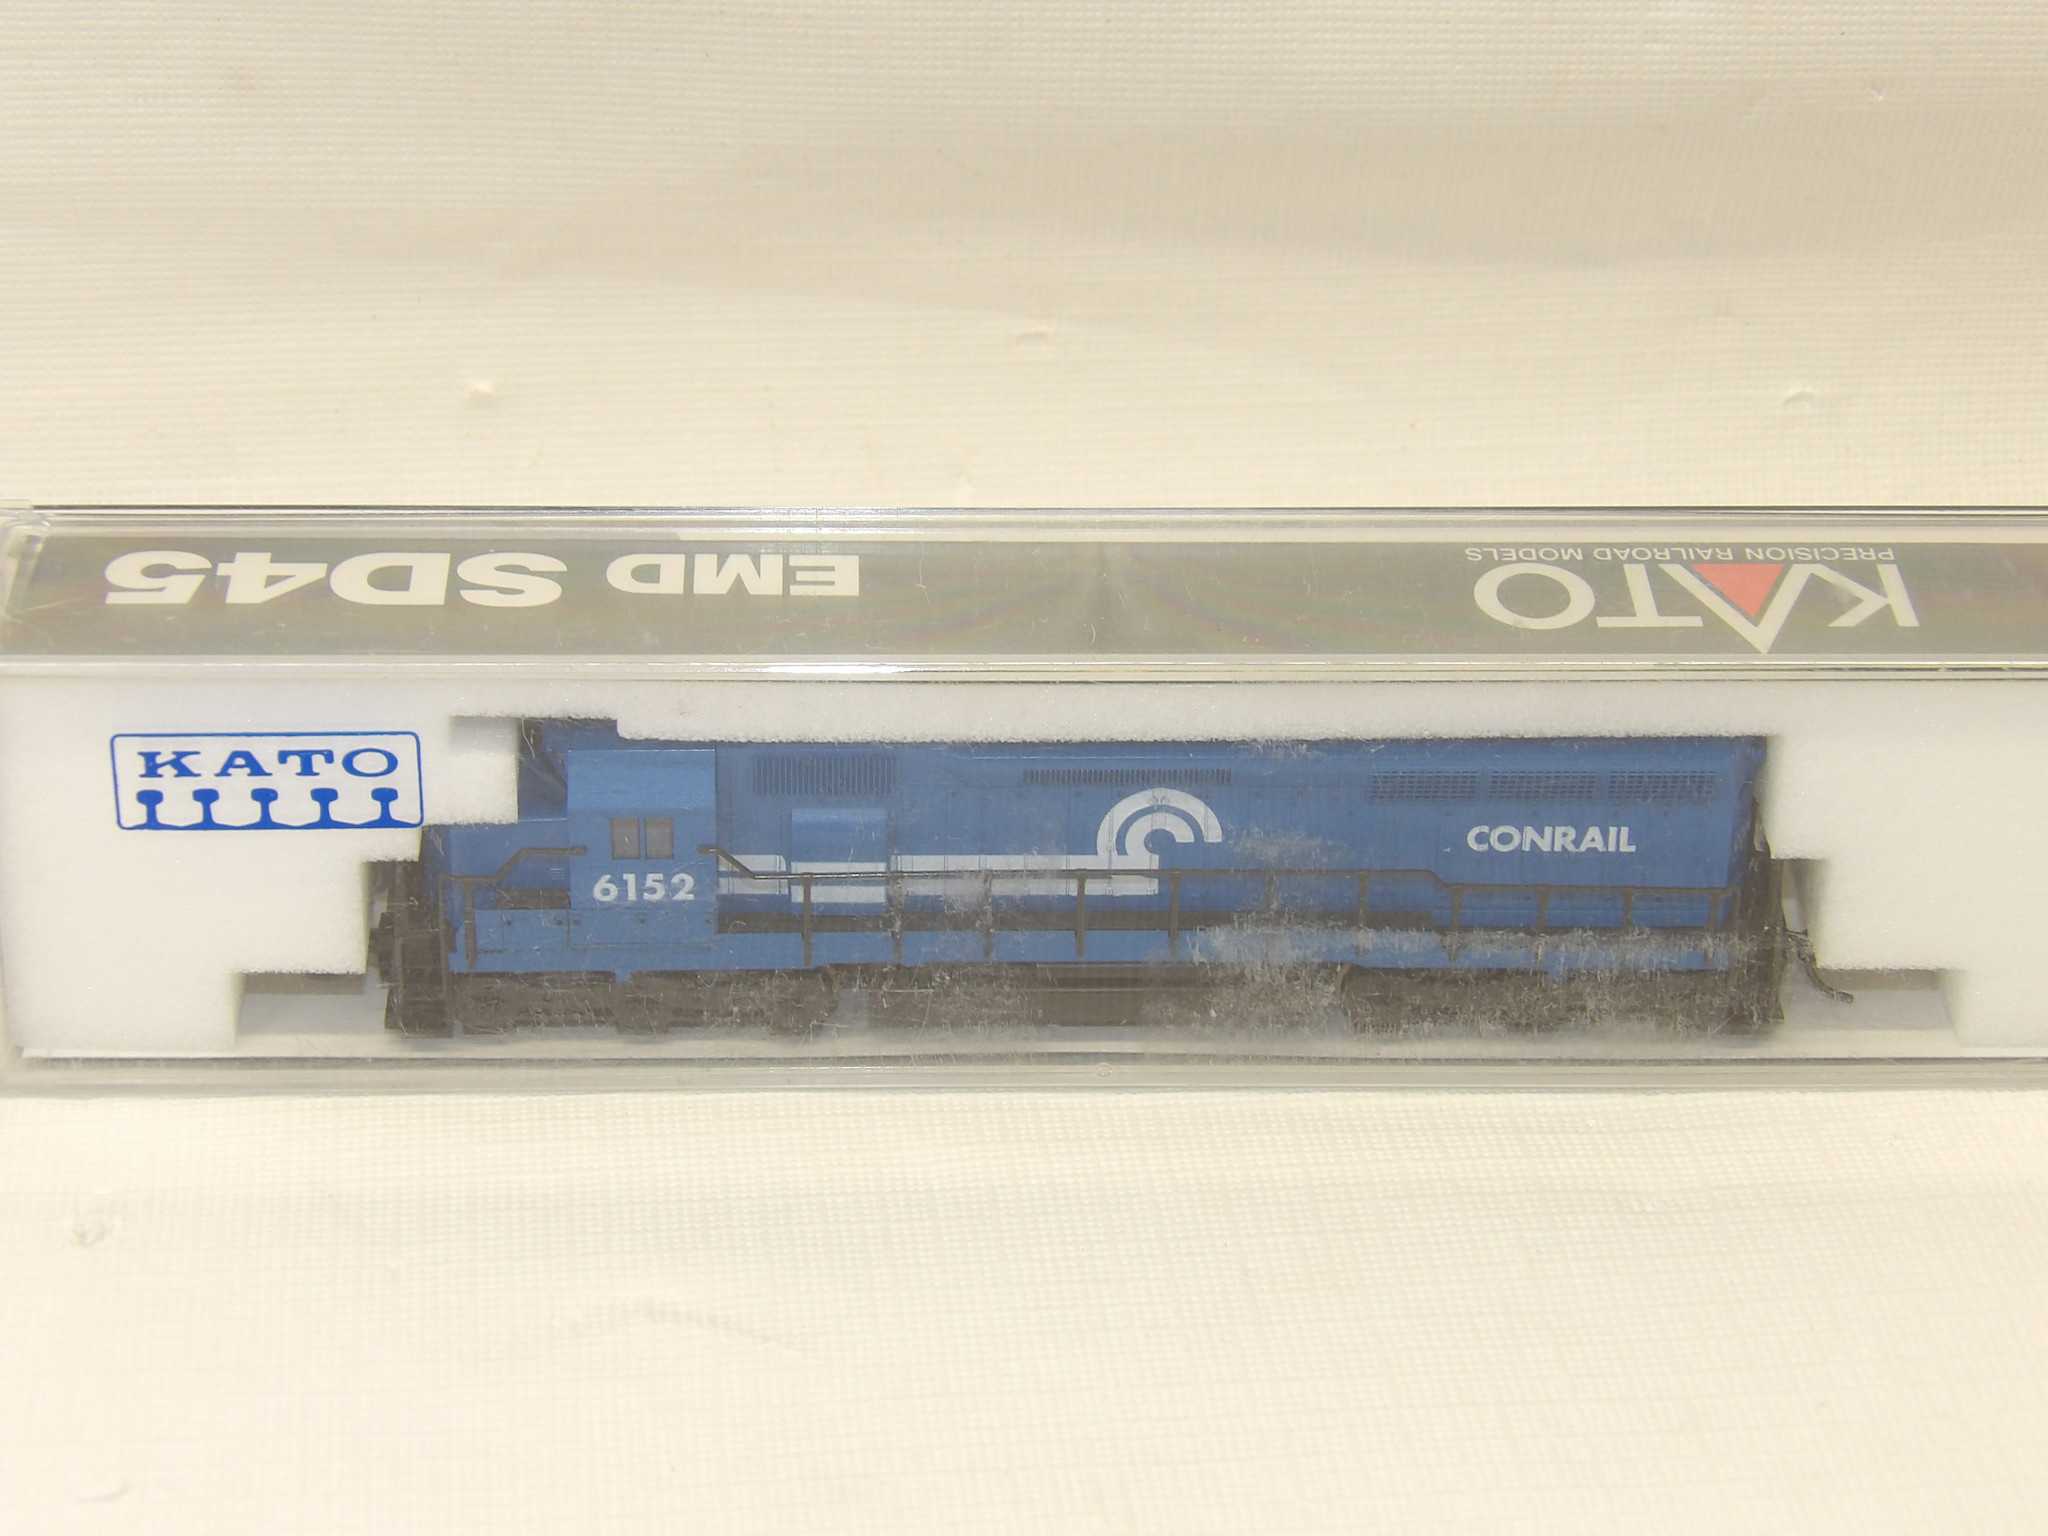 EMD SD45
KATO
PRECISION RAILROAD MODELS
KATO
6152
CONRAIL